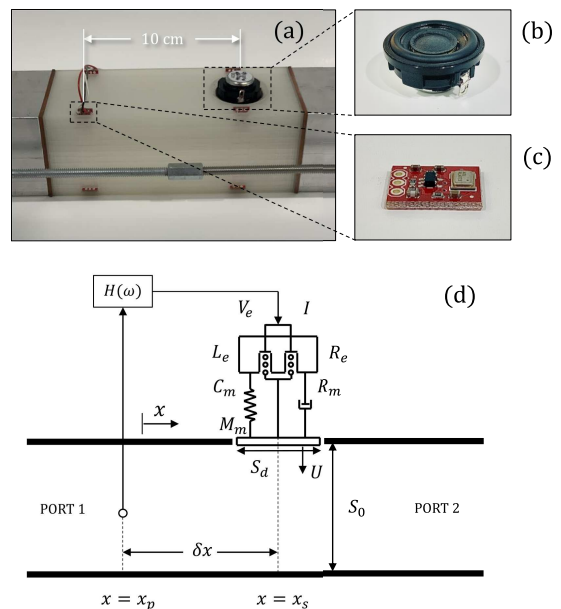 10 cm
(a)
(b)
(c)
(d)
H(ω)
V_e
I
L_e
R_e
C_m
R_m
M_m
x
S_d
U
PORT 1
S_0
PORT 2
δx
x = x_p
x = x_s